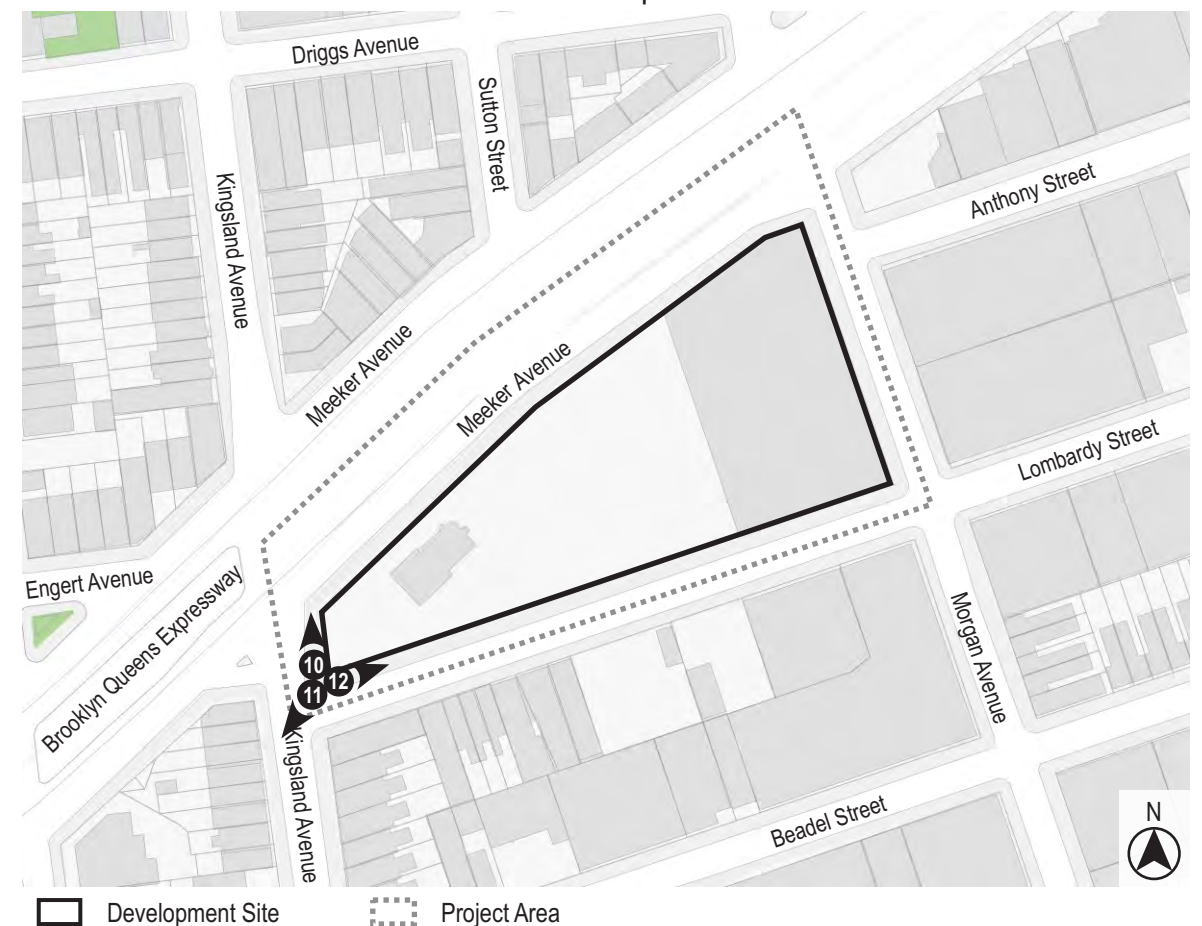 Driggs Avenue
Sutton Street
Kingsland Avenue
Anthony Street
Meeker Avenue
Meeker Avenue
Lombardy Street
Engert Avenue
Brooklyn Queens Expressway
Morgan Avenue
10
12
11
Kingsland Avenue
Beadel Street
N
Development Site
Project Area